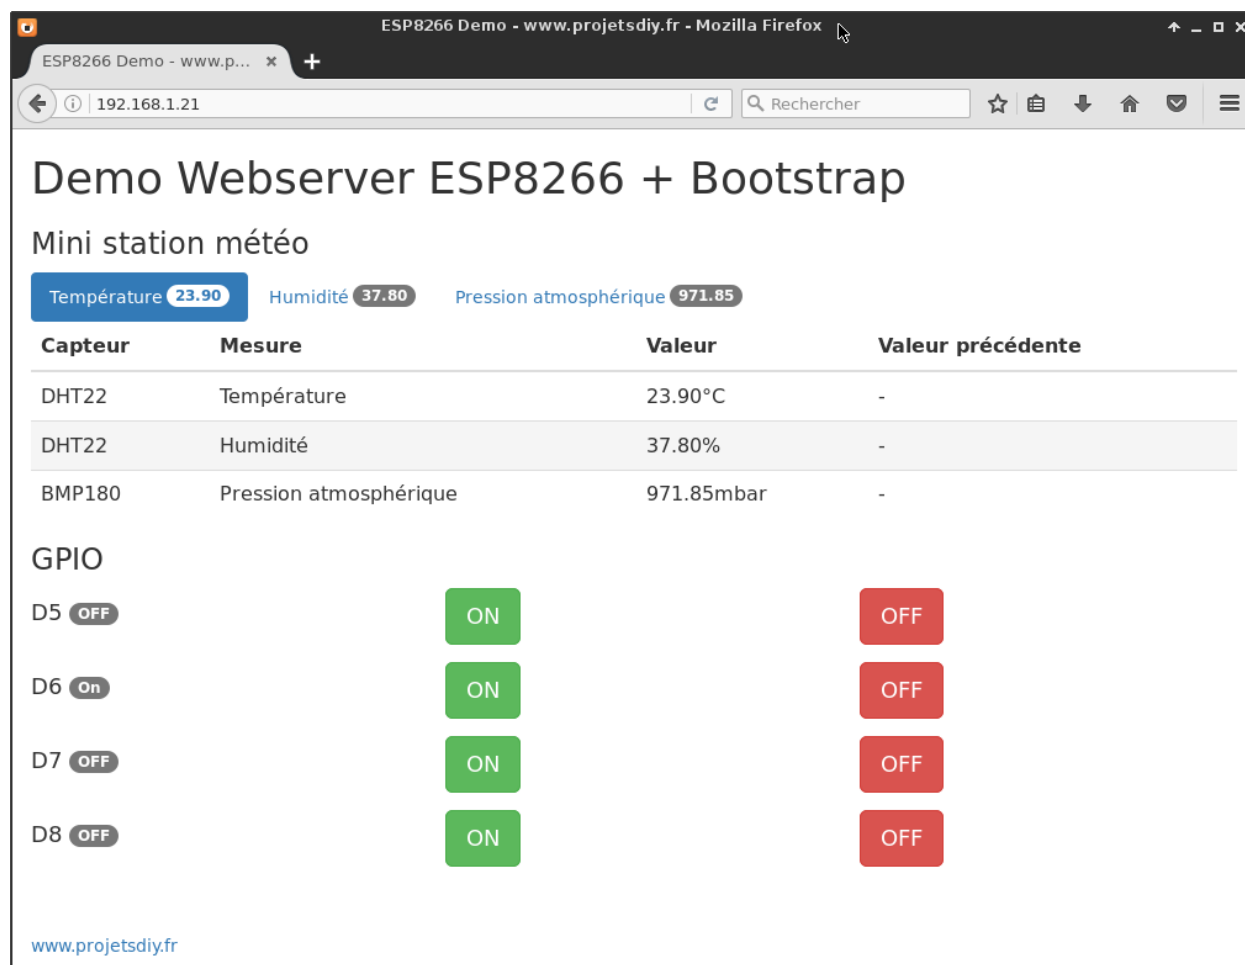 ESP8266 Demo - www.projetsdiy.fr - Mozilla Firefox
ESP8266 Demo - www.p...
192.168.1.21
Rechercher
Demo Webserver ESP8266 + Bootstrap
Mini station météo
Température 23.90 Humidité 37.80 Pression atmosphérique 971.85
Capteur Mesure Valeur Valeur précédente
DHT22 Température 23.90°C -
DHT22 Humidité 37.80% -
BMP180 Pression atmosphérique 971.85mbar -
GPIO
D5 OFF ON OFF
D6 On ON OFF
D7 OFF ON OFF
D8 OFF ON OFF
www.projetsdiy.fr